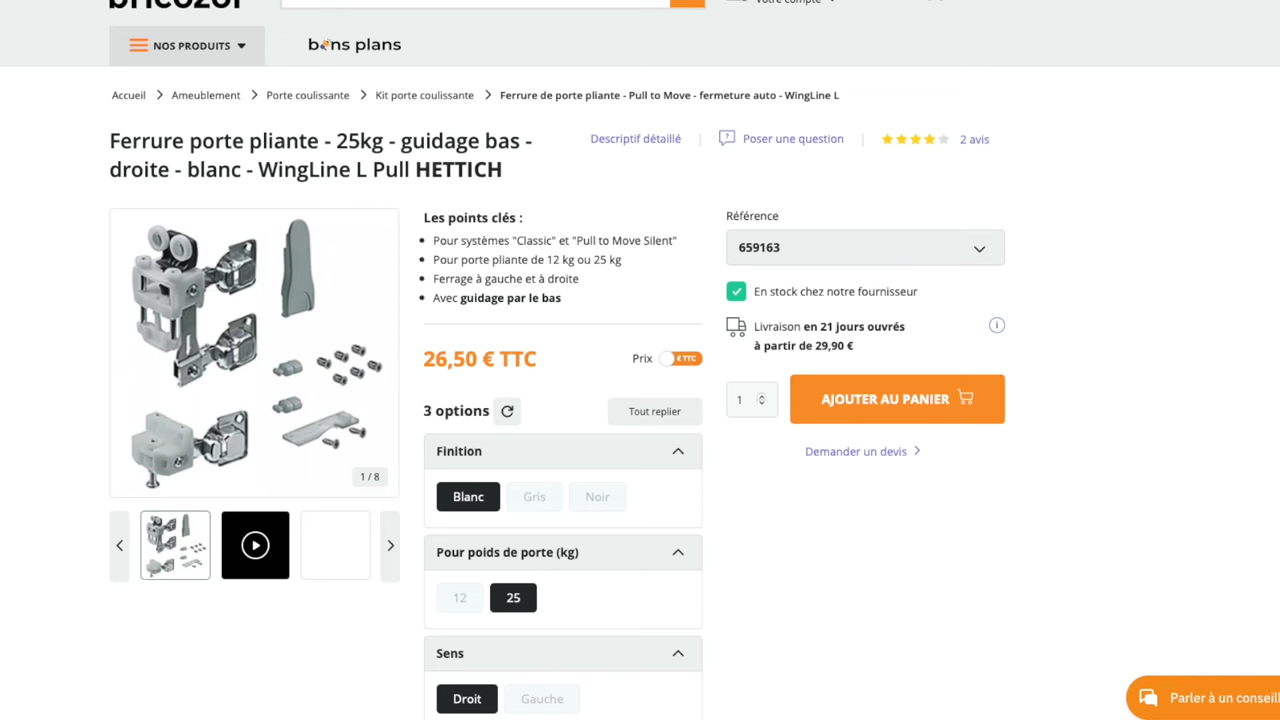 bricozor
Votre compte
NOS PRODUITS
bons plans
Accueil > Ameublement > Porte coulissante > Kit porte coulissante > Ferrure de porte pliante - Pull to Move - fermeture auto - WingLine L
Ferrure porte pliante - 25kg - guidage bas -
droite - blanc - WingLine L Pull HETTICH
Descriptif détaillé
Poser une question
2 avis
1 / 8
Les points clés :
Pour systèmes "Classic" et "Pull to Move Silent"
Pour porte pliante de 12 kg ou 25 kg
Ferrage à gauche et à droite
Avec guidage par le bas
26,50 € TTC
Prix
€ TTC
3 options
Tout replier
Finition
Blanc
Gris
Noir
Pour poids de porte (kg)
12
25
Sens
Droit
Gauche
Référence
659163
En stock chez notre fournisseur
Livraison en 21 jours ouvrés
à partir de 29,90 €
1
AJOUTER AU PANIER
Demander un devis
Parler à un conseil